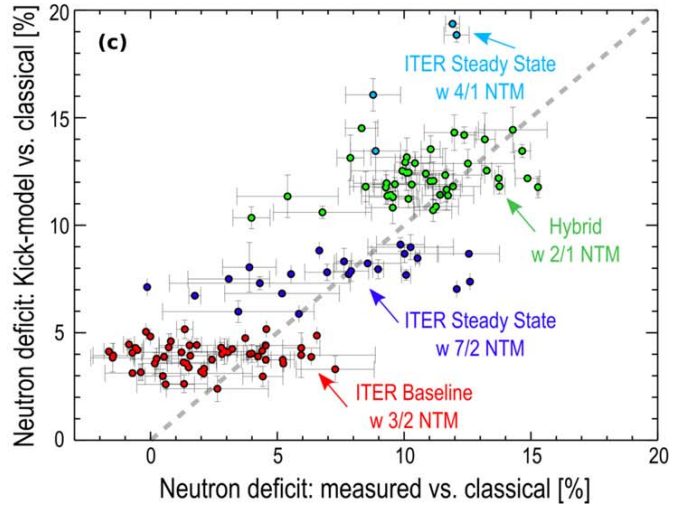 (c)
Neutron deficit: Kick-model vs. classical [%]
20
15
10
5
0
ITER Steady State
w 4/1 NTM
Hybrid
w 2/1 NTM
ITER Steady State
w 7/2 NTM
ITER Baseline
w 3/2 NTM
0 5 10 15 20
Neutron deficit: measured vs. classical [%]